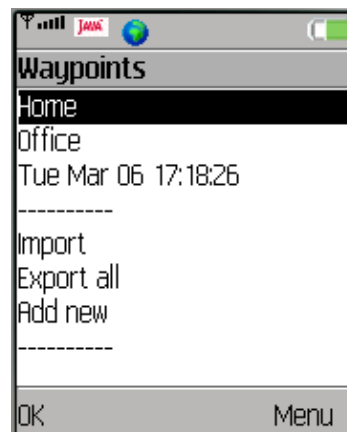 JAVA
Waypoints
Home
Office
Tue Mar 06 17:18:26
----------
Import
Export all
Add new
----------
OK Menu